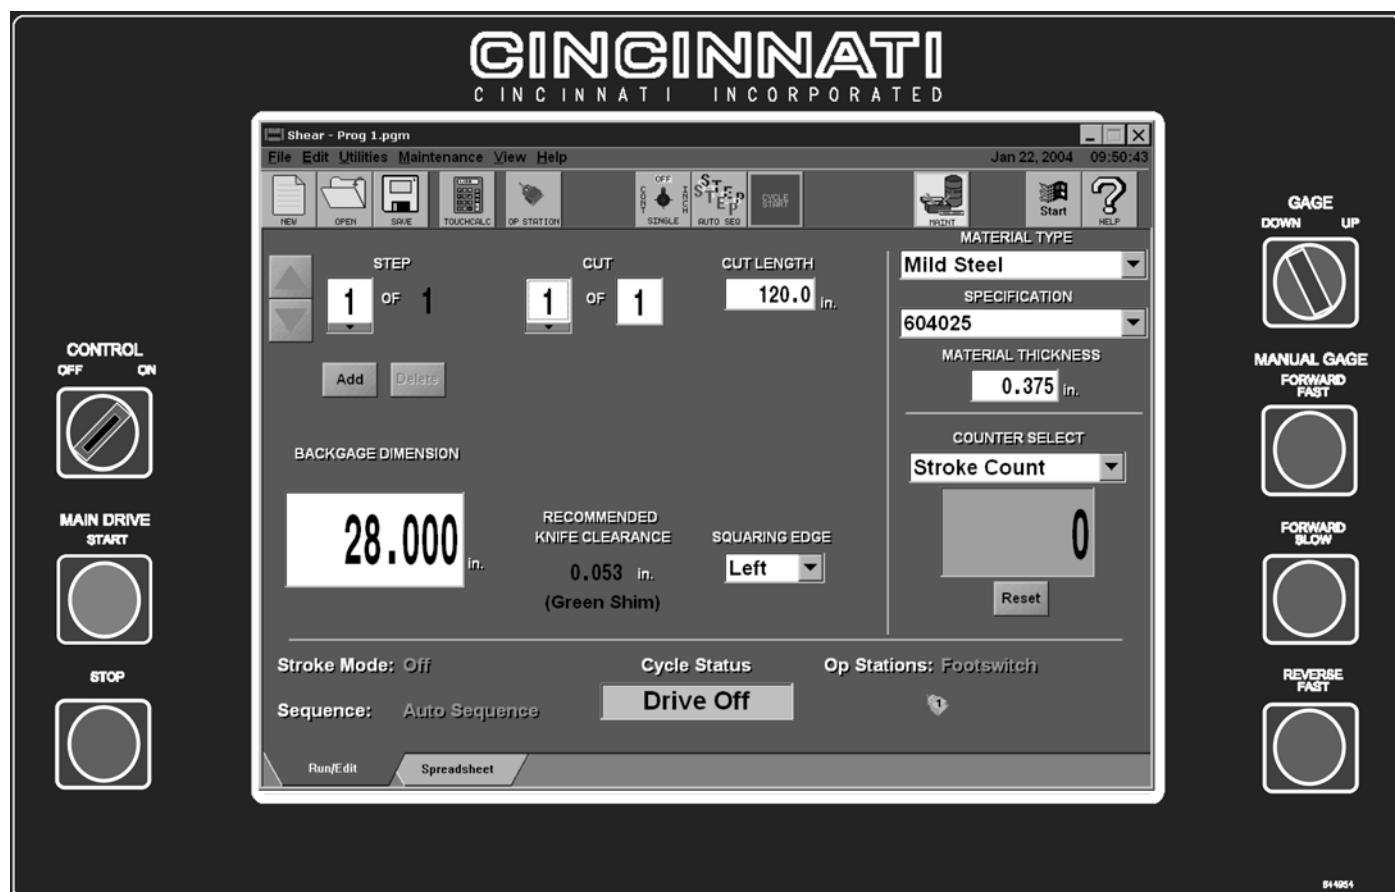 CINCINNATI
CINCINNATI INCORPORATED
Shear - Prog 1.pgm
File Edit Utilities Maintenance View Help
Jan 22, 2004 09:50:43
NEW
OPEN
SAVE
TOUCHCALC
OP STATION
OFF
CONT
INCH
SINGLE
STEP
STEP
AUTO SEQ
CYCLE
START
MAINT
Start
HELP
STEP
1 OF 1
CUT
1 OF 1
CUT LENGTH
120.0 in.
Add
Delete
BACKGAGE DIMENSION
28.000 in.
RECOMMENDED
KNIFE CLEARANCE
0.053 in.
(Green Shim)
SQUARING EDGE
Left
MATERIAL TYPE
Mild Steel
SPECIFICATION
604025
MATERIAL THICKNESS
0.375 in.
COUNTER SELECT
Stroke Count
0
Reset
Stroke Mode: Off
Sequence: Auto Sequence
Cycle Status
Drive Off
Op Stations: Footswitch
1
Run/Edit
Spreadsheet
CONTROL
OFF ON
MAIN DRIVE
START
STOP
GAGE
DOWN UP
MANUAL GAGE
FORWARD
FAST
FORWARD
SLOW
REVERSE
FAST
844954